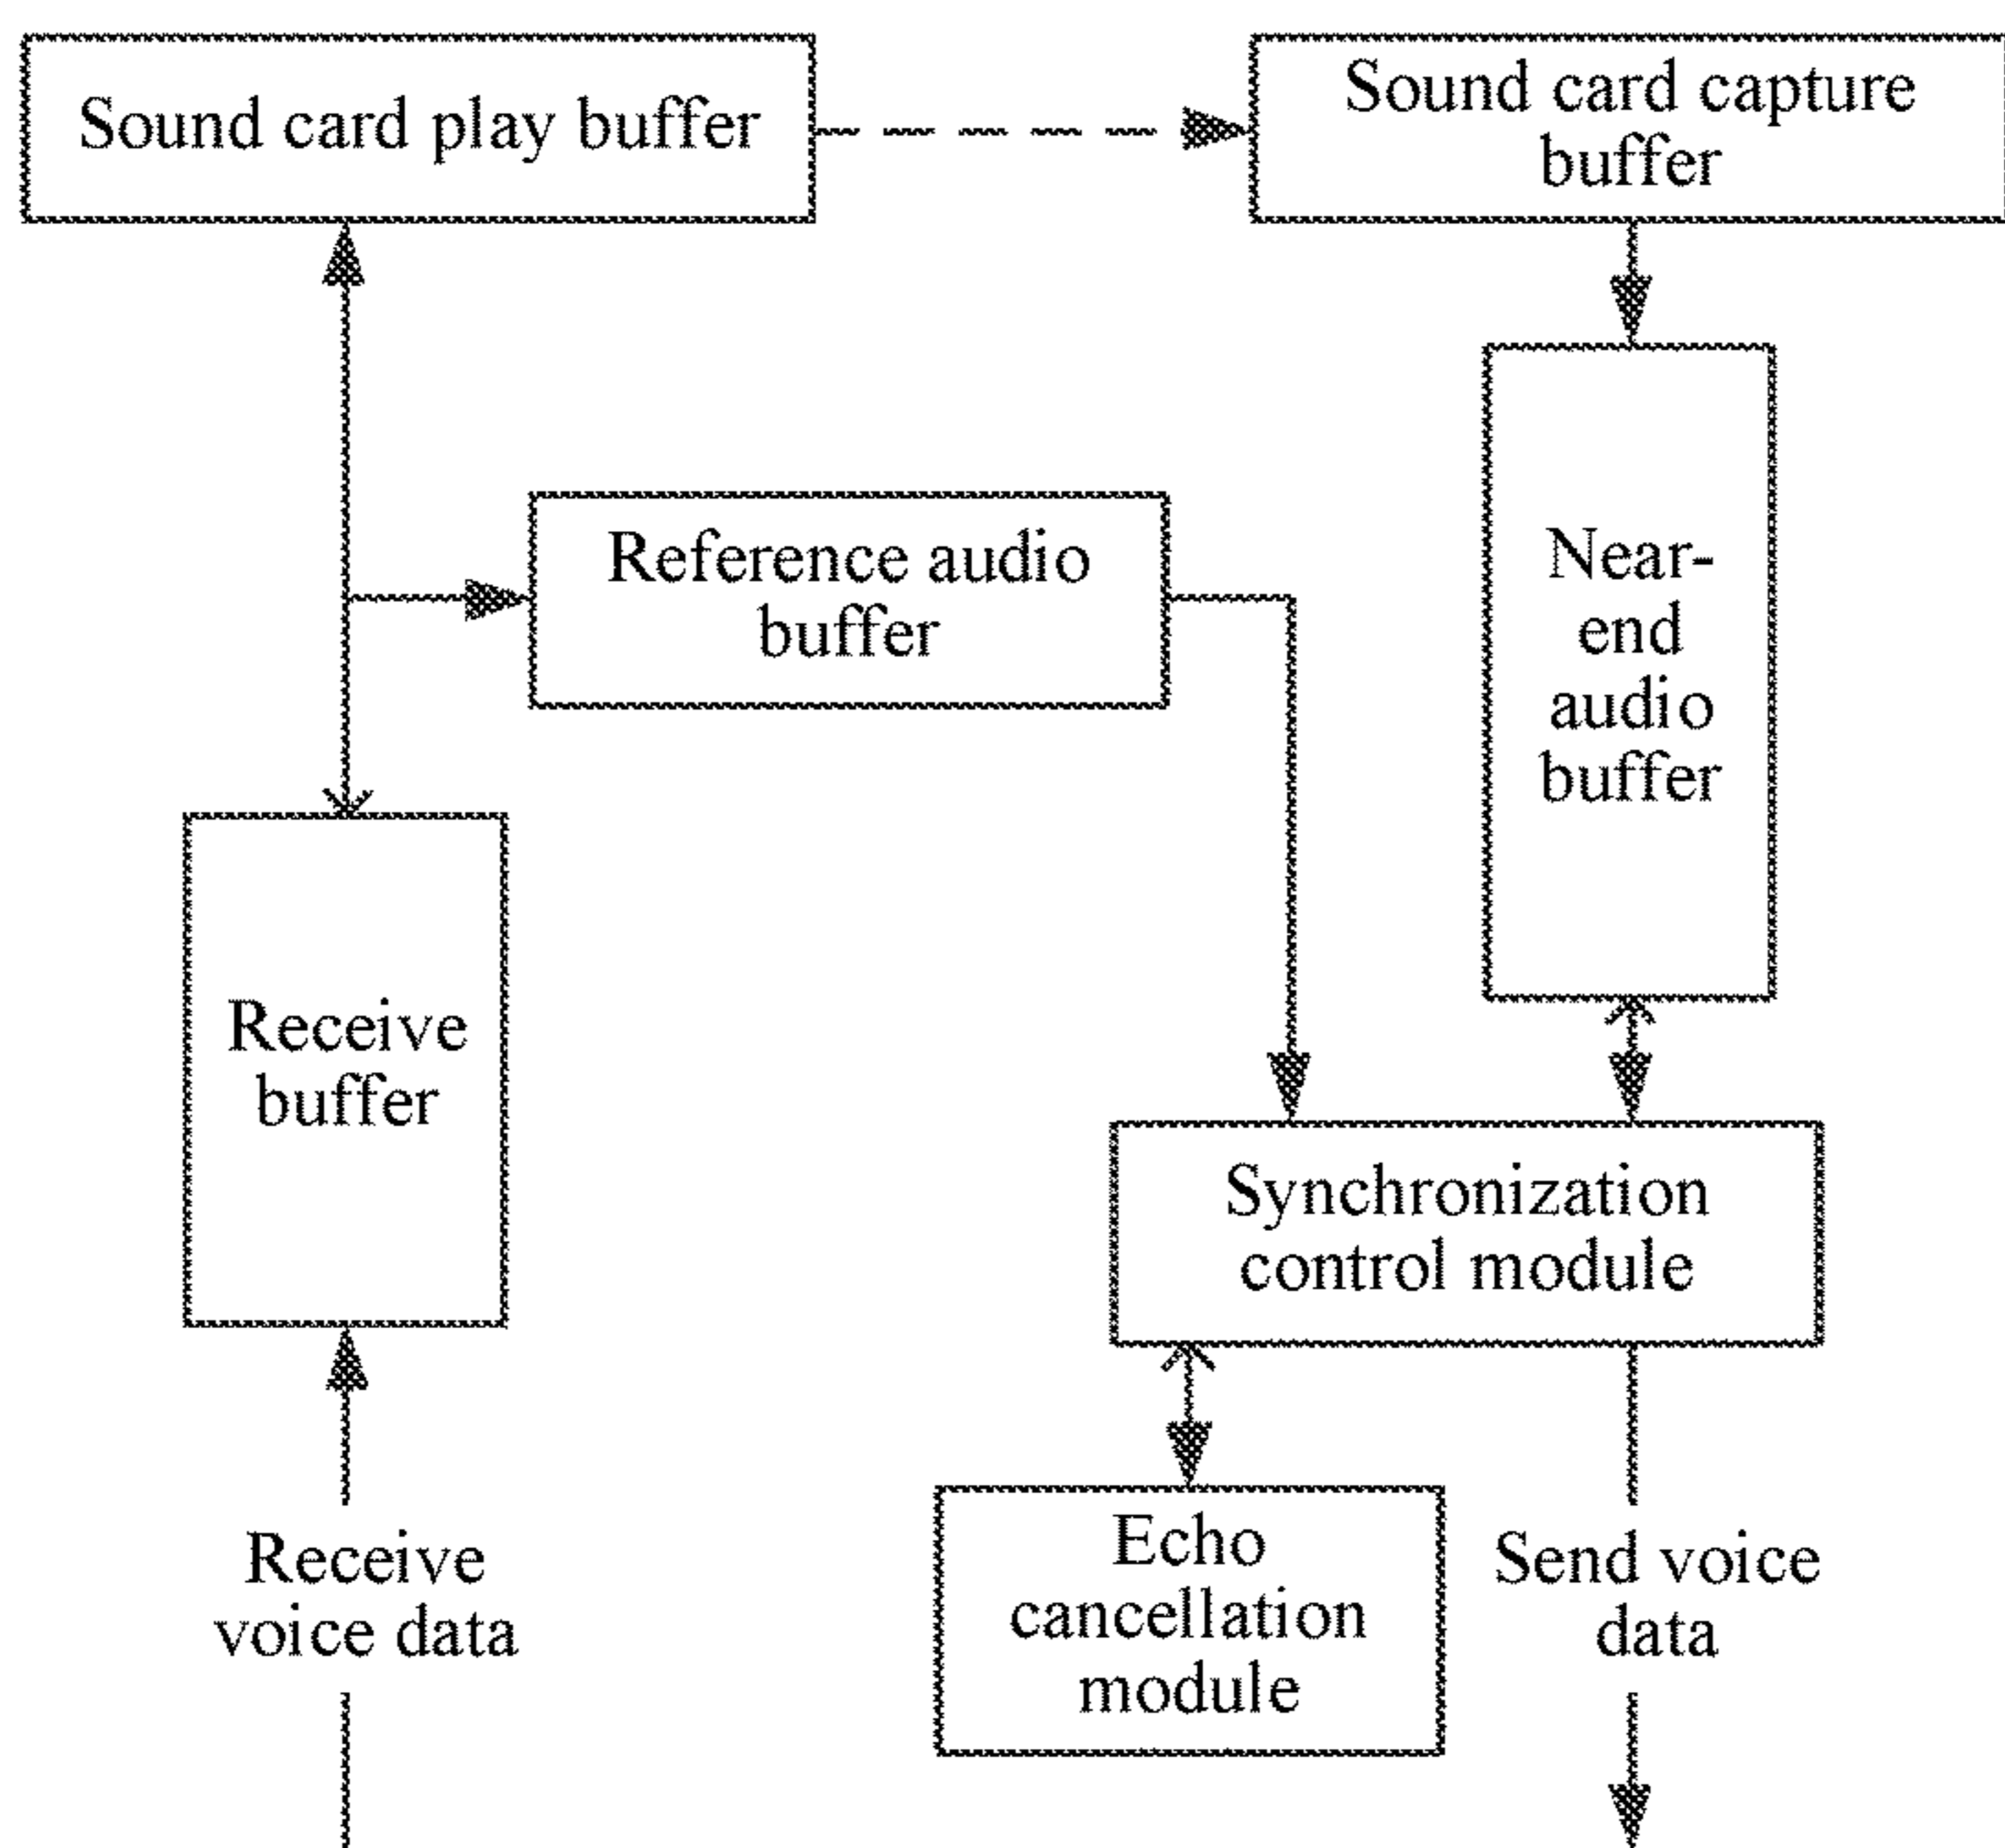 Sound card play buffer
Sound card capture
buffer
Reference audio
buffer
Near-
end
audio
buffer
Receive
buffer
Synchronization
control module
Echo
cancellation
module
Receive
voice data
Send voice
data